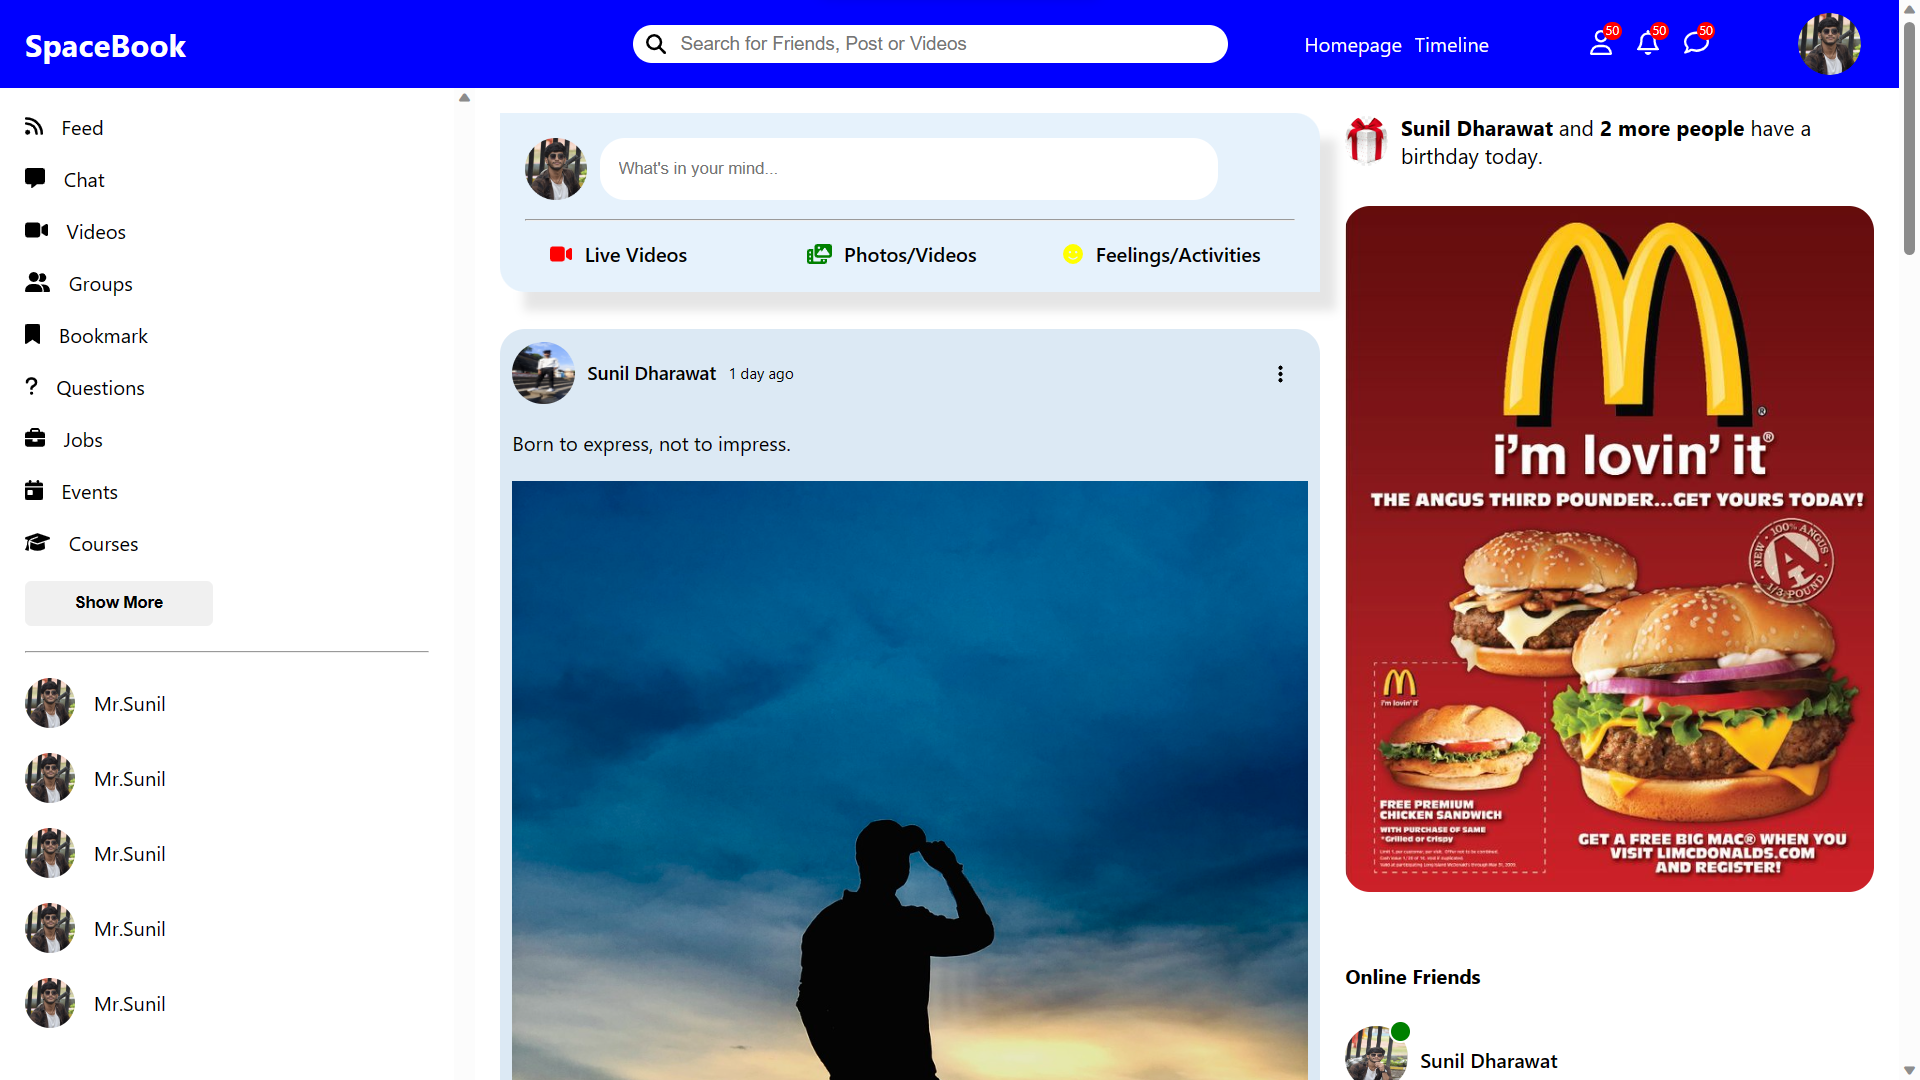 SpaceBook
Search for Friends, Post or Videos
Homepage Timeline
50
50
50
Feed
Chat
Videos
Groups
Bookmark
Questions
Jobs
Events
Courses
Show More
Mr.Sunil
Mr.Sunil
Mr.Sunil
Mr.Sunil
Mr.Sunil
What's in your mind...
Live Videos
Photos/Videos
Feelings/Activities
Sunil Dharawat 1 day ago
Born to express, not to impress.
Sunil Dharawat and 2 more people have a
birthday today.
i'm lovin' it®
THE ANGUS THIRD POUNDER...GET YOURS TODAY!
NEW · 100% ANGUS
1/3 POUND
i'm lovin' it
FREE PREMIUM
CHICKEN SANDWICH
WITH PURCHASE OF SAME
*Grilled or Crispy
GET A FREE BIG MAC® WHEN YOU
VISIT LIMCDONALDS.COM
AND REGISTER!
Online Friends
Sunil Dharawat